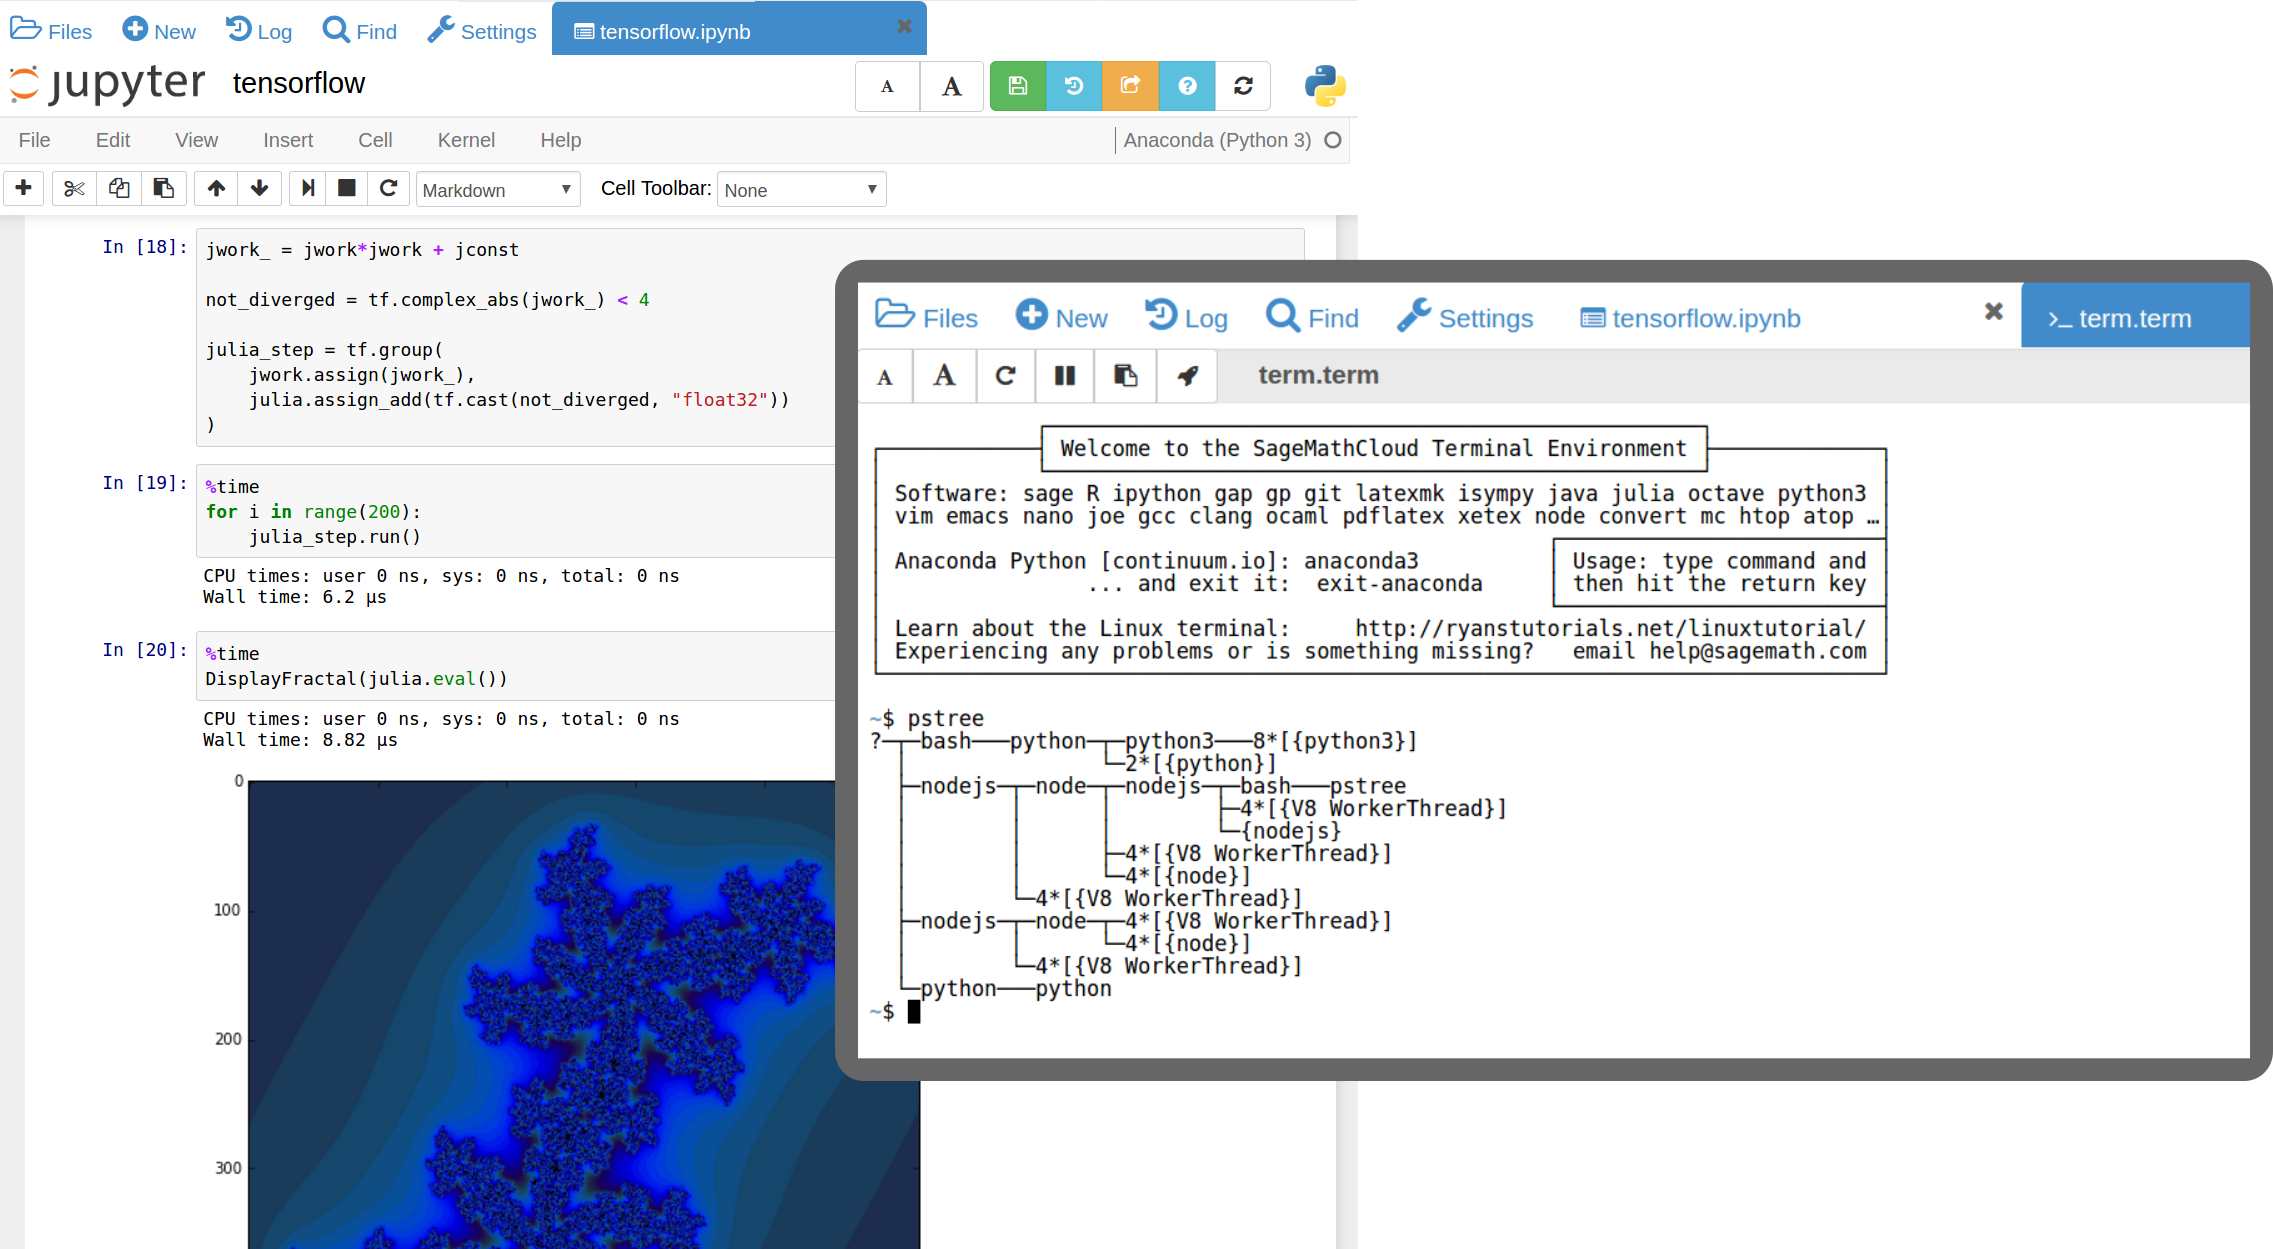 Files New Log Find Settings tensorflow.ipynb
jupyter tensorflow
A A
File Edit View Insert Cell Kernel Help Anaconda (Python 3)
Markdown Cell Toolbar: None
In [18]: jwork_ = jwork*jwork + jconst
not_diverged = tf.complex_abs(jwork_) < 4
julia_step = tf.group(
jwork.assign(jwork_),
julia.assign_add(tf.cast(not_diverged, "float32"))
)
In [19]: %time
for i in range(200):
julia_step.run()
CPU times: user 0 ns, sys: 0 ns, total: 0 ns
Wall time: 6.2 µs
In [20]: %time
DisplayFractal(julia.eval())
CPU times: user 0 ns, sys: 0 ns, total: 0 ns
Wall time: 8.82 µs
0
100
200
300
Files New Log Find Settings tensorflow.ipynb >_ term.term
A A term.term
Welcome to the SageMathCloud Terminal Environment
Software: sage R ipython gap gp git latexmk isympy java julia octave python3
vim emacs nano joe gcc clang ocaml pdflatex xetex node convert mc htop atop …
Anaconda Python [continuum.io]: anaconda3 Usage: type command and
... and exit it: exit-anaconda then hit the return key
Learn about the Linux terminal: http://ryanstutorials.net/linuxtutorial/
Experiencing any problems or is something missing? email help@sagemath.com
~$ pstree
?─┬─bash───python─┬─python3───8*[{python3}]
│ └─2*[{python}]
├─nodejs─┬─node─┬─nodejs─┬─bash───pstree
│ │ │ ├─4*[{V8 WorkerThread}]
│ │ │ └─{nodejs}
│ │ ├─4*[{V8 WorkerThread}]
│ │ └─4*[{node}]
│ └─4*[{V8 WorkerThread}]
├─nodejs─┬─node─┬─4*[{V8 WorkerThread}]
│ │ └─4*[{node}]
│ └─4*[{V8 WorkerThread}]
└─python───python
~$